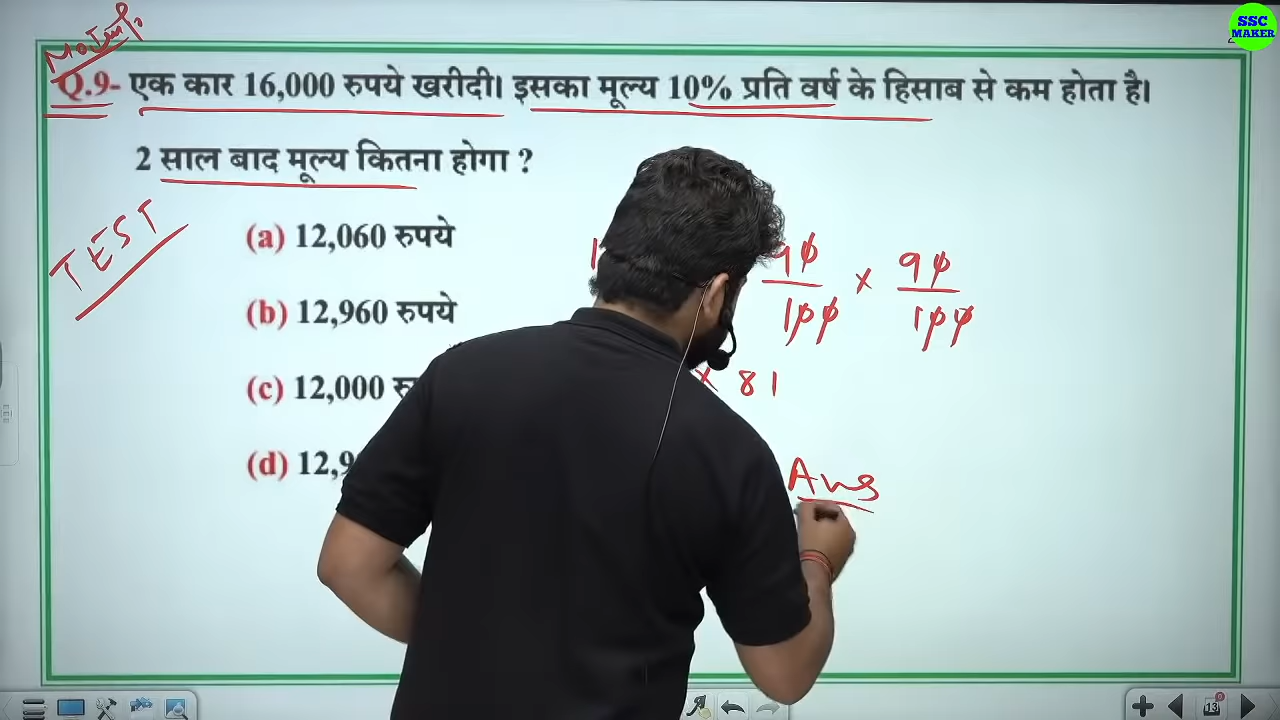 SSC
MAKER
Q.9- एक कार 16,000 रुपये खरीदी। इसका मूल्य 10% प्रति वर्ष के हिसाब से कम होता है।
2 साल बाद मूल्य कितना होगा ?
TEST
(a) 12,060 रुपये
(b) 12,960 रुपये
(c) 12,000
(d) 12,9
90/100 × 90/100
× 81
Ans
13